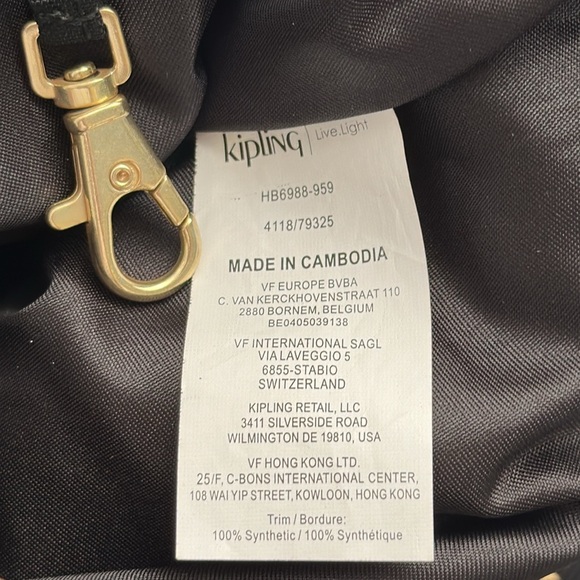 kipling | Live.Light
HB6988-959
4118/79325
MADE IN CAMBODIA
VF EUROPE BVBA
C. VAN KERCKHOVENSTRAAT 110
2880 BORNEM, BELGIUM
BE0405039138
VF INTERNATIONAL SAGL
VIA LAVEGGIO 5
6855-STABIO
SWITZERLAND
KIPLING RETAIL, LLC
3411 SILVERSIDE ROAD
WILMINGTON DE 19810, USA
VF HONG KONG LTD.
25/F, C-BONS INTERNATIONAL CENTER,
108 WAI YIP STREET, KOWLOON, HONG KONG
Trim / Bordure:
100% Synthetic / 100% Synthétique